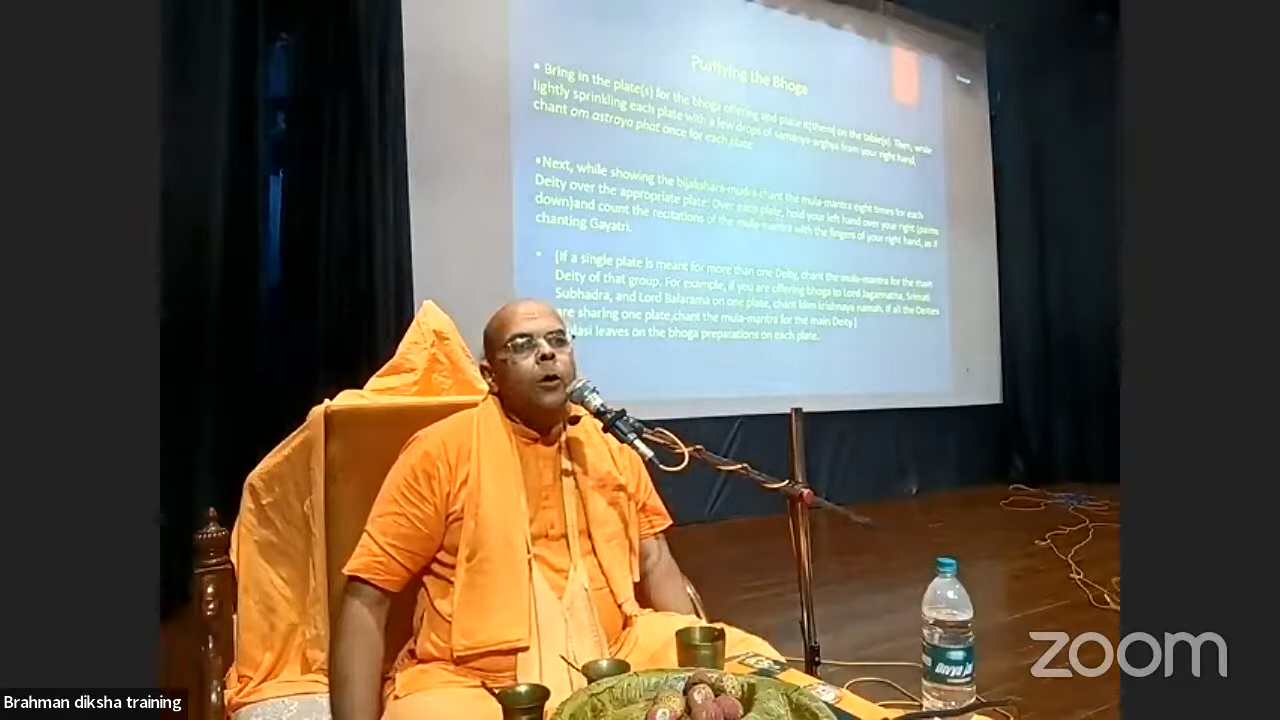 Purifying the Bhoga
• Bring in the plate(s) for the bhoga offering and place e(them) on the table(s). Then, while
lightly sprinkling each plate with a few drops of samanya-arghya from your right hand,
chant om astraya phat once for each plate
•Next, while showing the bijakshara-mudra chant the mula-mantra eight times for each
Deity over the appropriate plate: Over each plate, hold your left hand over your right (palms
down)and count the recitations of the mula-mantra with the fingers of your right hand, as if
chanting Gayatri.
• [If a single plate is meant for more than one Deity, chant the mula-mantra for the main
Deity of that group. For example, if you are offering bhoga to Lord Jagannatha, Srimati
Subhadra, and Lord Balarama on one plate, chant klim krishnaya namah. If all the Deities
are sharing one plate,chant the mula-mantra for the main Deity]
leaves on the bhoga preparations on each plate.
DIVYA
zoom
Brahman diksha training